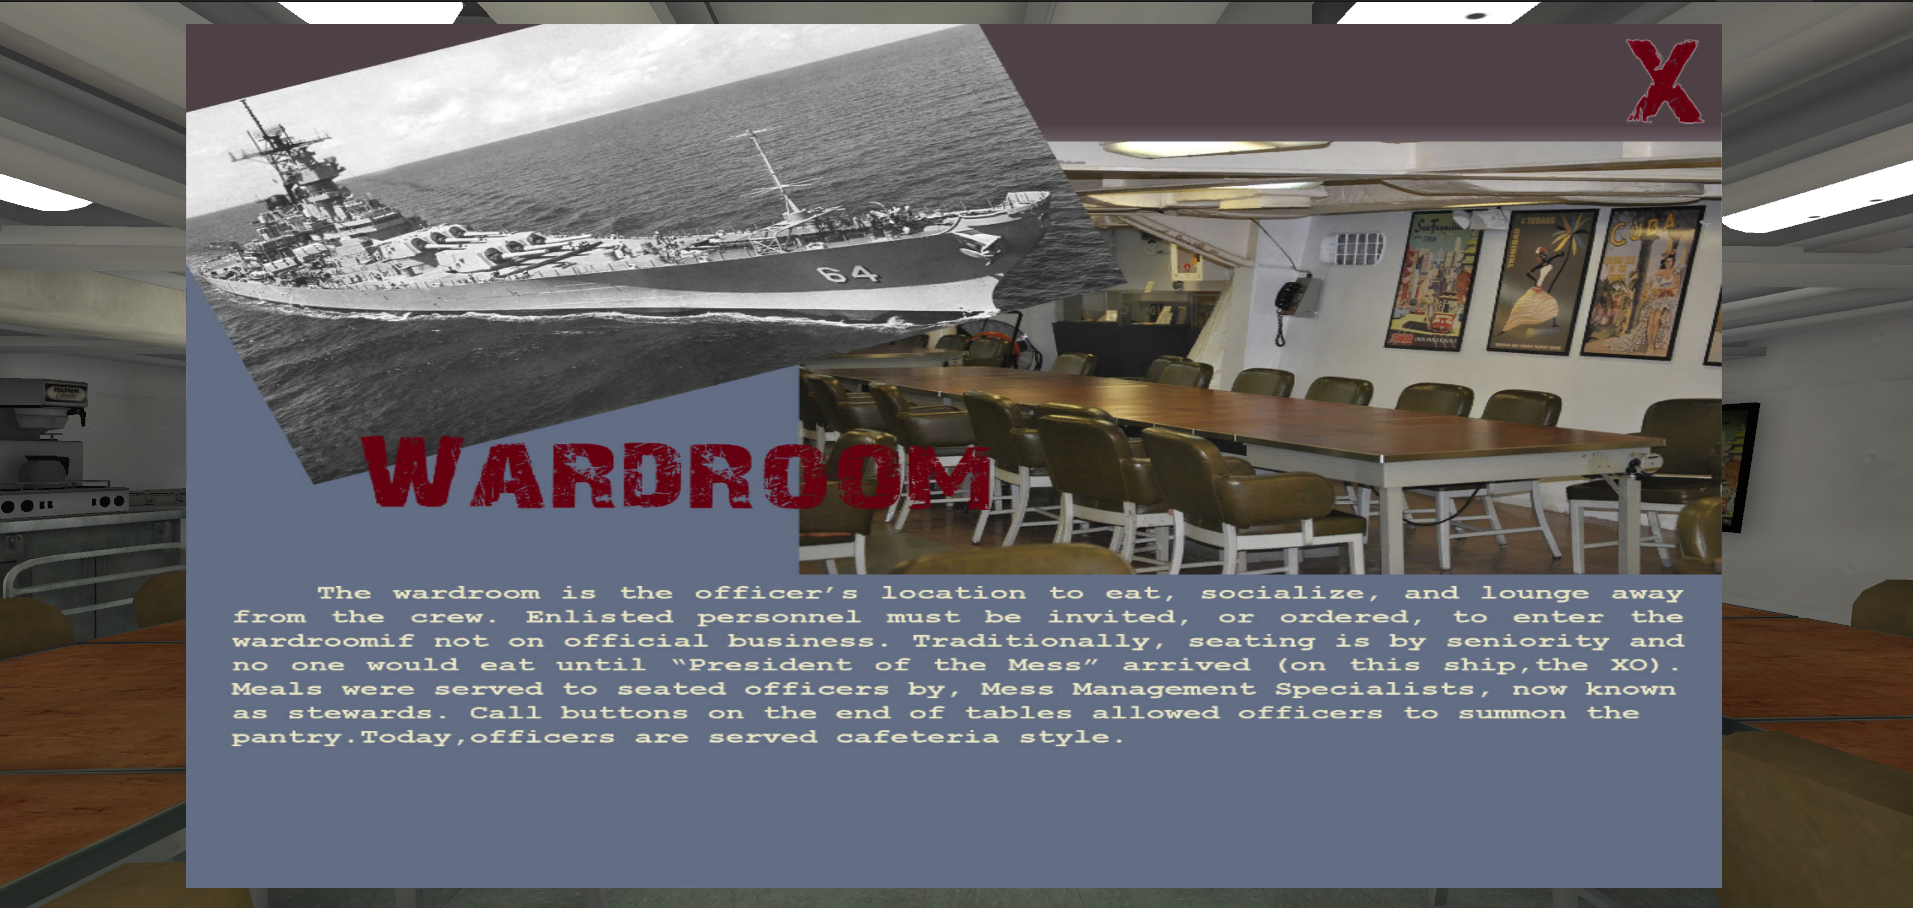 X
64
CUBA
WARDROOM
The wardroom is the officer’s location to eat, socialize, and lounge away
from the crew. Enlisted personnel must be invited, or ordered, to enter the
wardroomif not on official business. Traditionally, seating is by seniority and
no one would eat until “President of the Mess” arrived (on this ship,the XO).
Meals were served to seated officers by, Mess Management Specialists, now known
as stewards. Call buttons on the end of tables allowed officers to summon the
pantry.Today,officers are served cafeteria style.